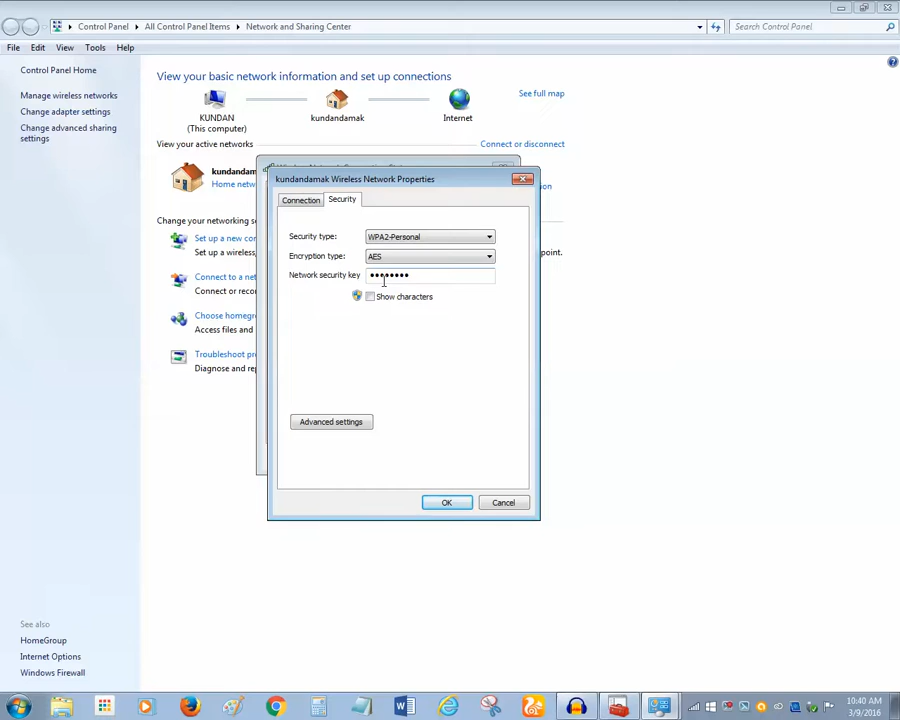 Control Panel
All Control Panel Items
Network and Sharing Center
Search Control Panel
File
Edit
View
Tools
Help
Control Panel Home
Manage wireless networks
Change adapter settings
Change advanced sharing
settings
View your basic network information and set up connections
See full map
KUNDAN
(This computer)
kundandamak
Internet
View your active networks
Connect or disconnect
kundandam
Home netw
ion
Change your networking se
Set up a new con
Set up a wireless,
point.
Connect to a net
Connect or recon
Choose homegr
Access files and
Troubleshoot pr
Diagnose and rep
kundandamak Wireless Network Properties
Connection
Security
Security type:
WPA2-Personal
Encryption type:
AES
Network security key
••••••••
Show characters
Advanced settings
OK
Cancel
See also
HomeGroup
Internet Options
Windows Firewall
10:40 AM
3/9/2016